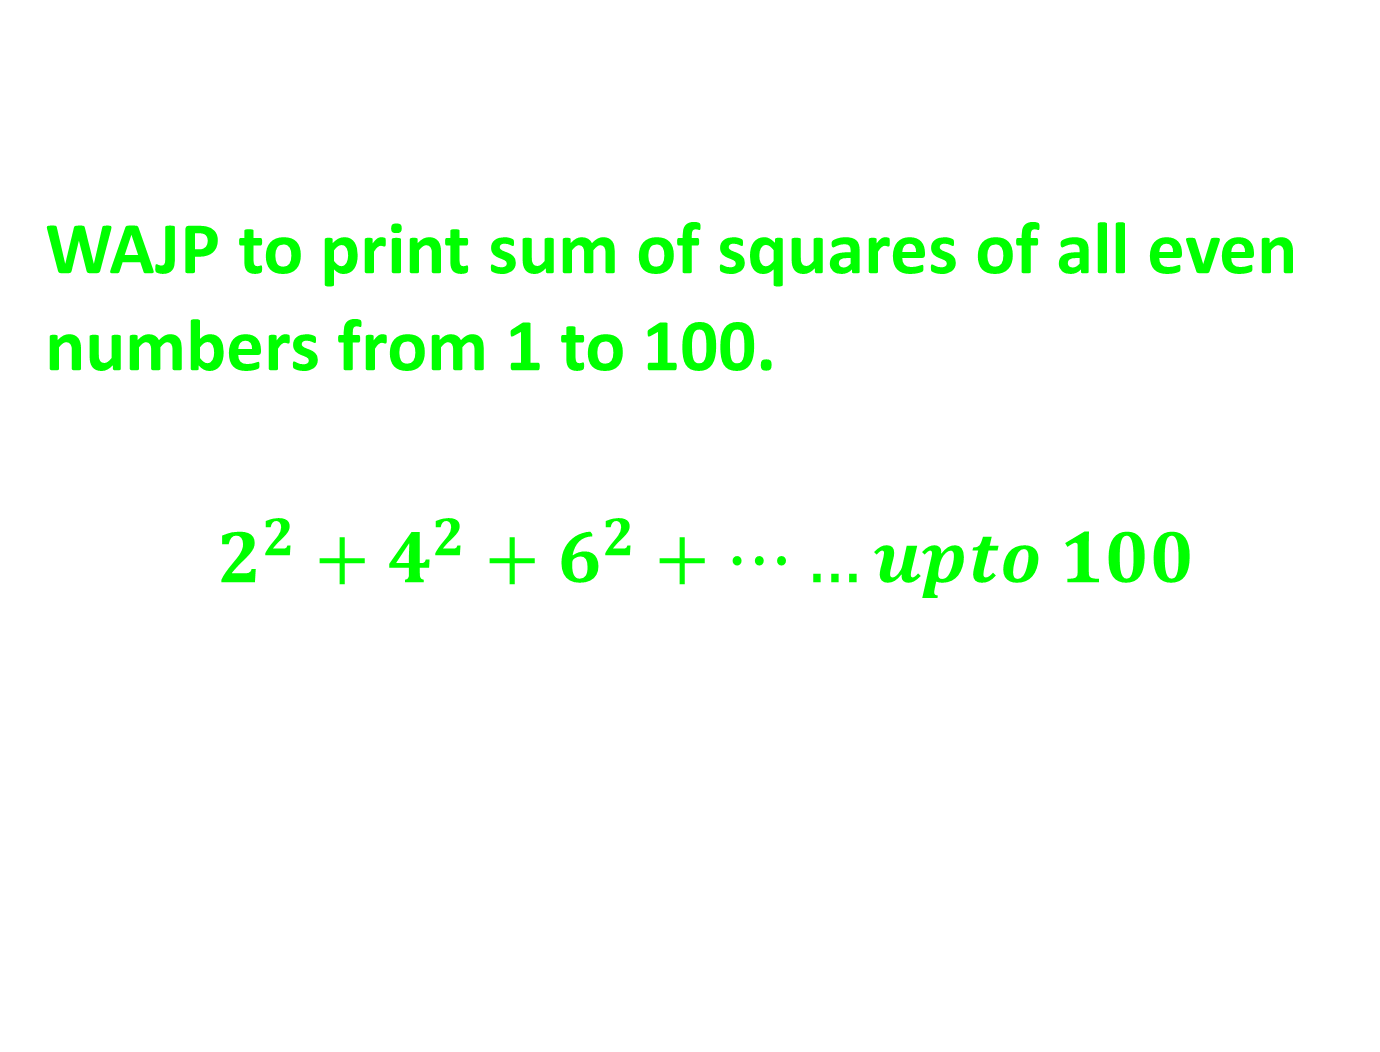 WAJP to print sum of squares of all even
numbers from 1 to 100.
2² + 4² + 6² + ⋯ … upto 100